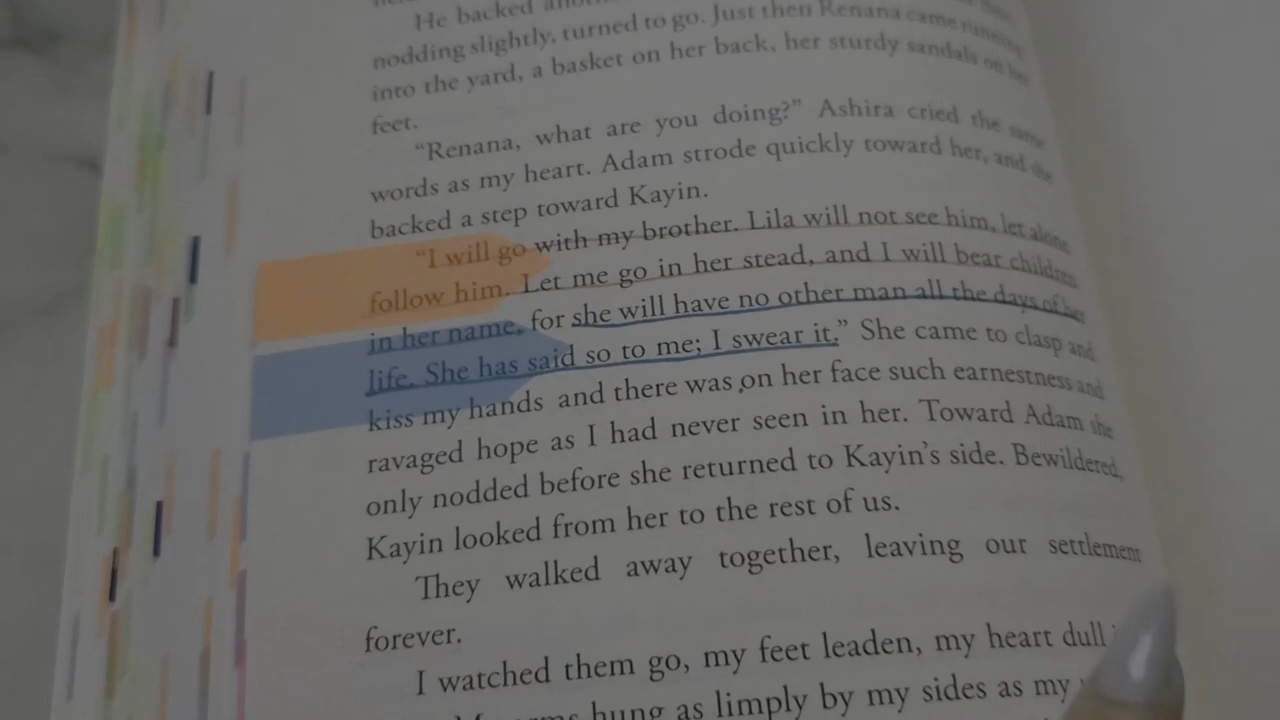 He backed
nodding slightly, turned to go. Just then Renana came running
into the yard, a basket on her back, her sturdy sandals on her
feet.
“Renana, what are you doing?” Ashira cried the same
words as my heart. Adam strode quickly toward her, and she
backed a step toward Kayin.
“I will go with my brother. Lila will not see him, let alone
follow him. Let me go in her stead, and I will bear children
in her name, for she will have no other man all the days of her
life. She has said so to me; I swear it.” She came to clasp and
kiss my hands and there was on her face such earnestness and
ravaged hope as I had never seen in her. Toward Adam she
only nodded before she returned to Kayin’s side. Bewildered,
Kayin looked from her to the rest of us.
They walked away together, leaving our settlement
forever.
I watched them go, my feet leaden, my heart dull
hung as limply by my sides as my